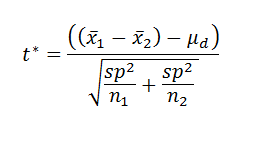 t* = ((x̄₁ − x̄₂) − μ_d) / √(sp²/n₁ + sp²/n₂)